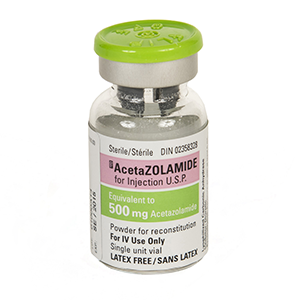 Sterile/Stérile DIN 02358328
AcetaZOLAMIDE
for Injection U.S.P.
Equivalent to
500 mg Acetazolamide
Powder for reconstitution
For IV Use Only
Single unit vial
LATEX FREE/SANS LATEX